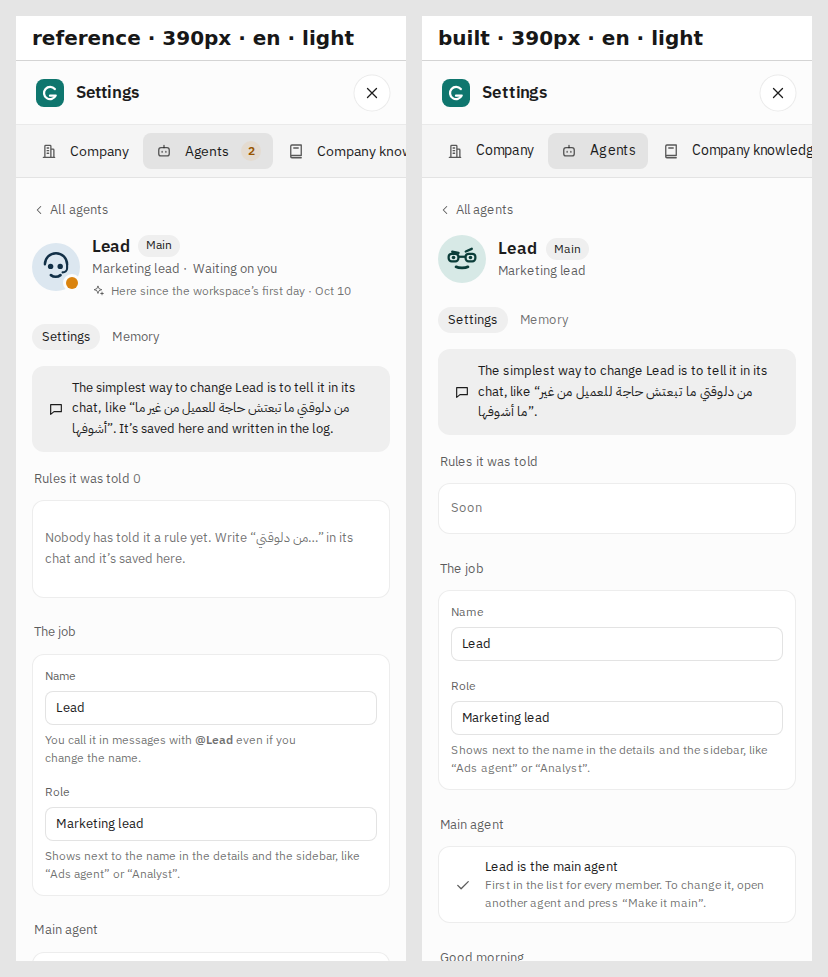 reference · 390px · en · light
Settings
Company
Agents 2
Company know
All agents
Lead Main
Marketing lead · Waiting on you
Here since the workspace’s first day · Oct 10
Settings Memory
The simplest way to change Lead is to tell it in its
chat, like “من دلوقتي ما تبعتش حاجة للعميل من غير ما
أشوفها”. It’s saved here and written in the log.
Rules it was told 0
Nobody has told it a rule yet. Write “من دلوقتي…” in its
chat and it’s saved here.
The job
Name
Lead
You call it in messages with @Lead even if you
change the name.
Role
Marketing lead
Shows next to the name in the details and the sidebar, like
“Ads agent” or “Analyst”.
Main agent
built · 390px · en · light
Settings
Company
Agents
Company knowledg
All agents
Lead Main
Marketing lead
Settings Memory
The simplest way to change Lead is to tell it in its
chat, like “من دلوقتي ما تبعتش حاجة للعميل من غير
ما أشوفها”.
Rules it was told
Soon
The job
Name
Lead
Role
Marketing lead
Shows next to the name in the details and the sidebar, like
“Ads agent” or “Analyst”.
Main agent
Lead is the main agent
First in the list for every member. To change it, open
another agent and press “Make it main”.
Good morning